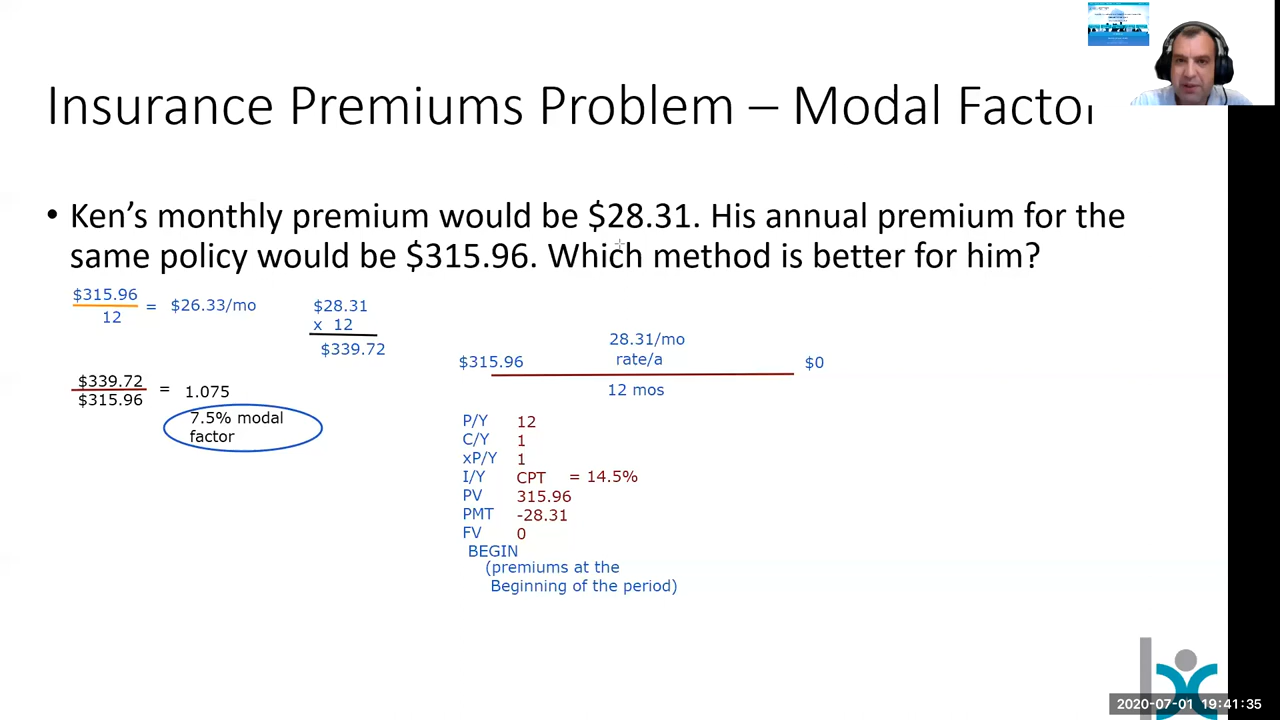 Insurance Premiums Problem – Modal Factor
• Ken’s monthly premium would be $28.31. His annual premium for the
same policy would be $315.96. Which method is better for him?
$315.96
12
= $26.33/mo
$28.31
x 12
$339.72
$339.72
$315.96
= 1.075
7.5% modal
factor
28.31/mo
rate/a
$315.96
$0
12 mos
P/Y 12
C/Y 1
xP/Y 1
I/Y CPT = 14.5%
PV 315.96
PMT -28.31
FV 0
BEGIN
(premiums at the
Beginning of the period)
2020-07-01 19:41:35